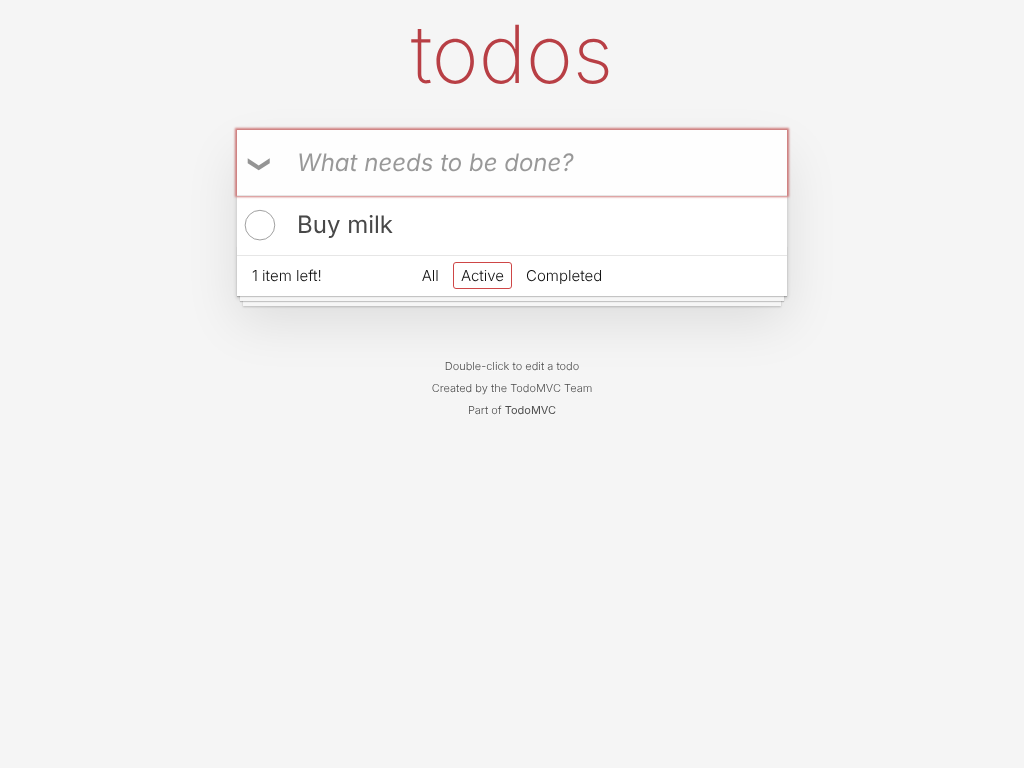 todos
What needs to be done?
Buy milk
1 item left!
All
Active
Completed
Double-click to edit a todo
Created by the TodoMVC Team
Part of TodoMVC